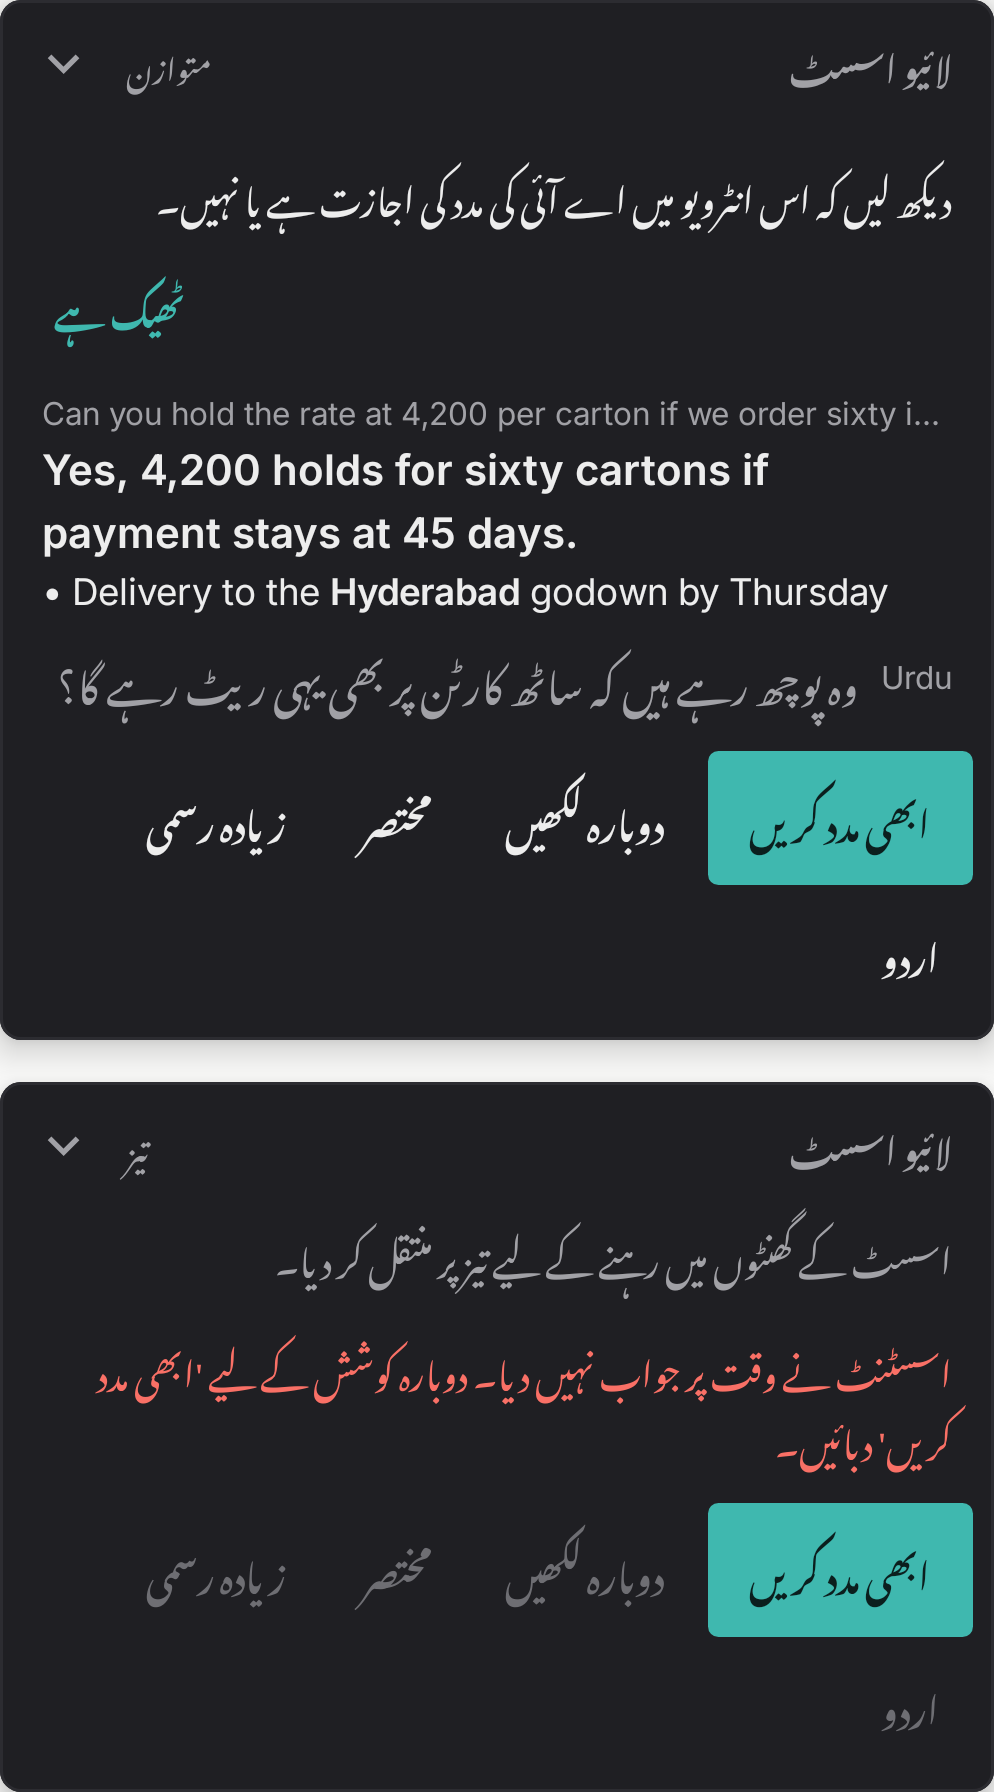 لائیو اسسٹ
متوازن
دیکھ لیں کہ اس انٹرویو میں اے آئی کی مدد کی اجازت ہے یا نہیں۔
ٹھیک ہے
Can you hold the rate at 4,200 per carton if we order sixty i...
Yes, 4,200 holds for sixty cartons if
payment stays at 45 days.
• Delivery to the Hyderabad godown by Thursday
Urdu وہ پوچھ رہے ہیں کہ ساٹھ کارٹن پر بھی یہی ریٹ رہے گا؟
ابھی مدد کریں
دوبارہ لکھیں
مختصر
زیادہ رسمی
اردو
لائیو اسسٹ
تیز
اسسٹ کے گھنٹوں میں رہنے کے لیے تیز پر منتقل کر دیا۔
اسسٹنٹ نے وقت پر جواب نہیں دیا۔ دوبارہ کوشش کے لیے 'ابھی مدد
کریں' دبائیں۔
ابھی مدد کریں
دوبارہ لکھیں
مختصر
زیادہ رسمی
اردو